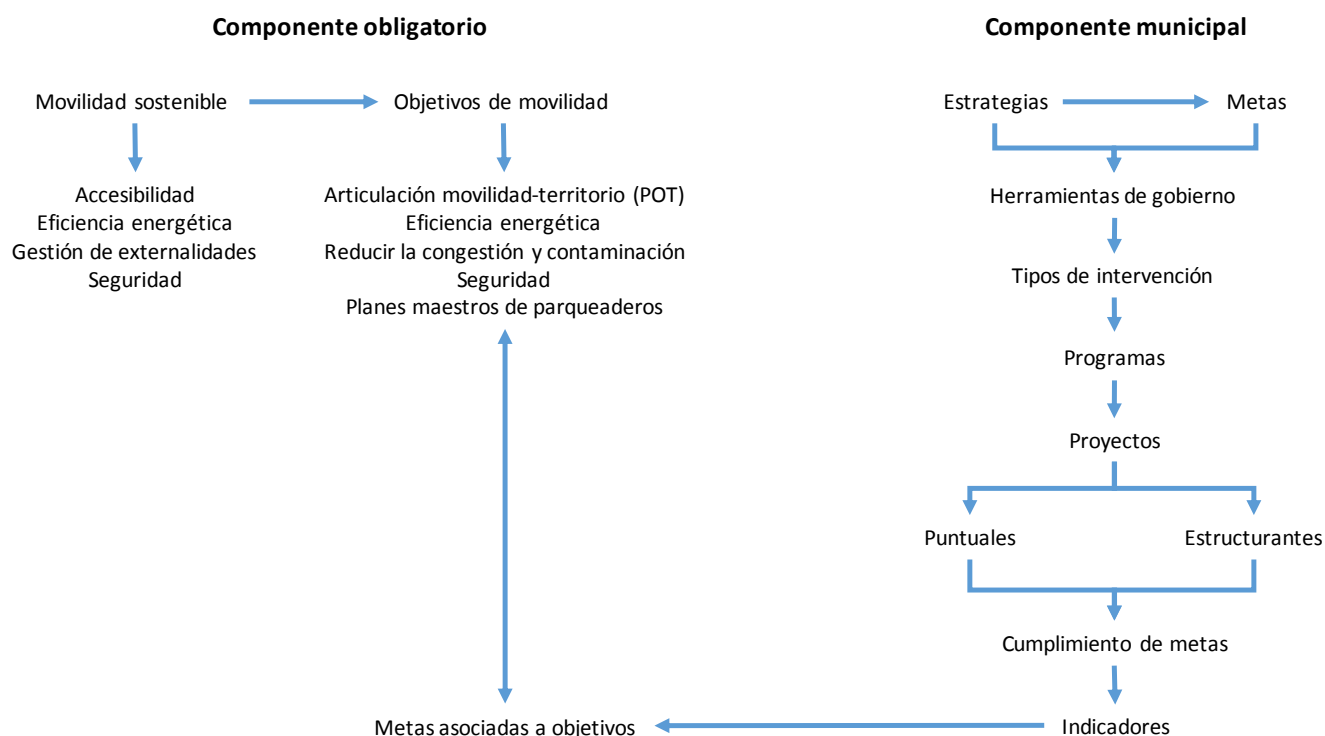 Componente obligatorio
Componente municipal
Movilidad sostenible
Objetivos de movilidad
Estrategias
Metas
Accesibilidad
Eficiencia energética
Gestión de externalidades
Seguridad
Articulación movilidad-territorio (POT)
Eficiencia energética
Reducir la congestión y contaminación
Seguridad
Planes maestros de parqueaderos
Herramientas de gobierno
Tipos de intervención
Programas
Proyectos
Puntuales
Estructurantes
Cumplimiento de metas
Metas asociadas a objetivos
Indicadores